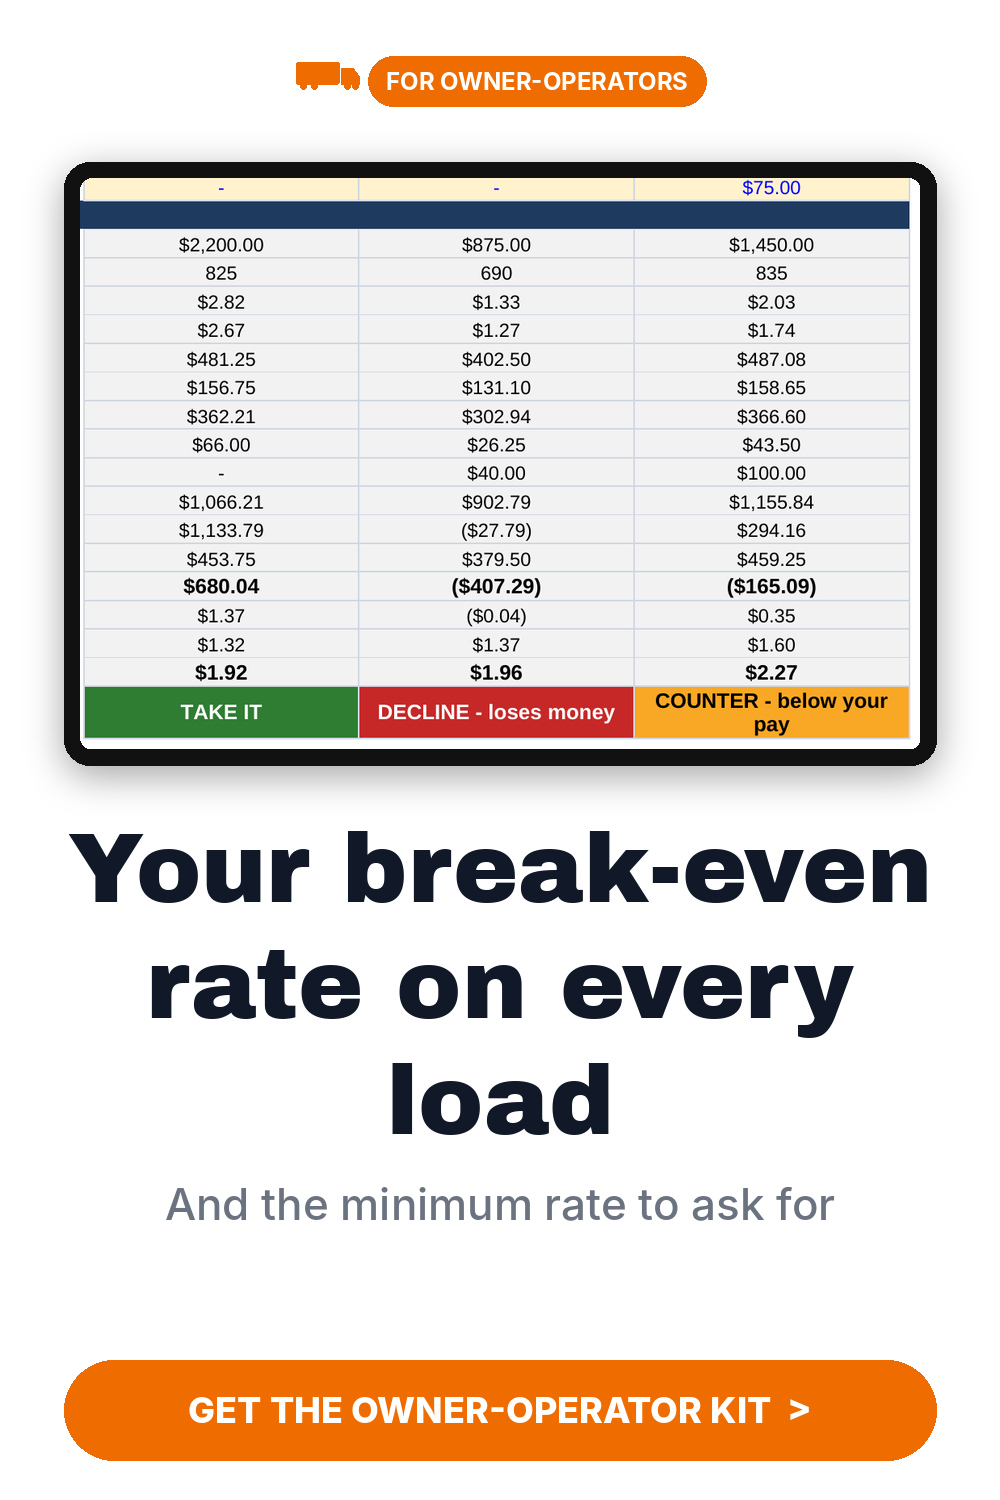 FOR OWNER-OPERATORS
- - $75.00
$2,200.00 $875.00 $1,450.00
825 690 835
$2.82 $1.33 $2.03
$2.67 $1.27 $1.74
$481.25 $402.50 $487.08
$156.75 $131.10 $158.65
$362.21 $302.94 $366.60
$66.00 $26.25 $43.50
- $40.00 $100.00
$1,066.21 $902.79 $1,155.84
$1,133.79 ($27.79) $294.16
$453.75 $379.50 $459.25
$680.04 ($407.29) ($165.09)
$1.37 ($0.04) $0.35
$1.32 $1.37 $1.60
$1.92 $1.96 $2.27
TAKE IT DECLINE - loses money COUNTER - below your
pay
Your break-even
rate on every
load
And the minimum rate to ask for
GET THE OWNER-OPERATOR KIT >